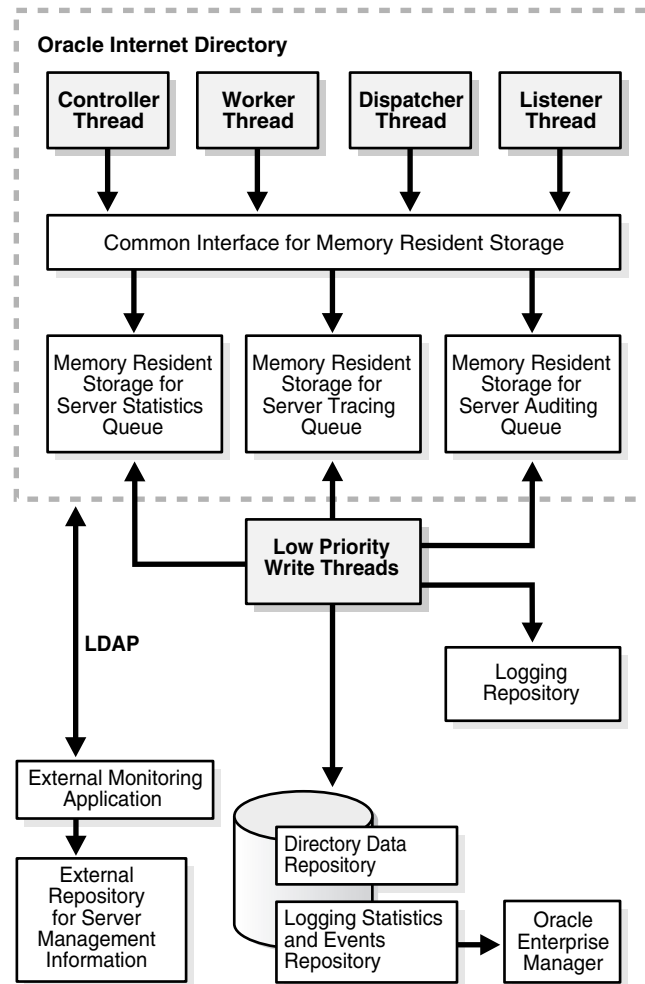 Oracle Internet Directory
Controller
Thread
Worker
Thread
Dispatcher
Thread
Listener
Thread
Common Interface for Memory Resident Storage
Memory Resident
Storage for
Server Statistics
Queue
Memory Resident
Storage for
Server Tracing
Queue
Memory Resident
Storage for
Server Auditing
Queue
Low Priority
Write Threads
LDAP
Logging
Repository
External Monitoring
Application
External
Repository
for Server
Management
Information
Directory Data
Repository
Logging Statistics
and Events
Repository
Oracle
Enterprise
Manager